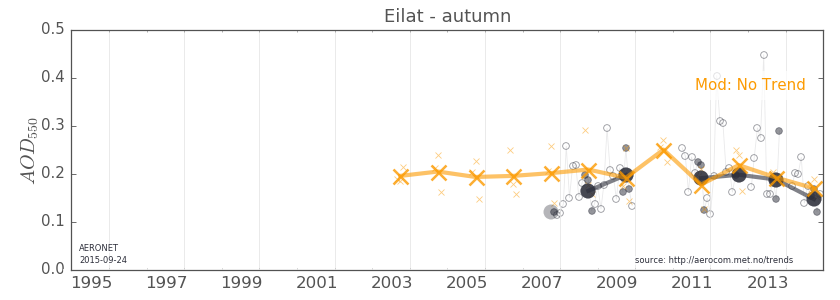 Eilat - autumn
0.5
0.4
0.3
0.2
0.1
0.0
AOD550
Mod: No Trend
AERONET
2015-09-24
source: http://aerocom.met.no/trends
1995 1997 1999 2001 2003 2005 2007 2009 2011 2013